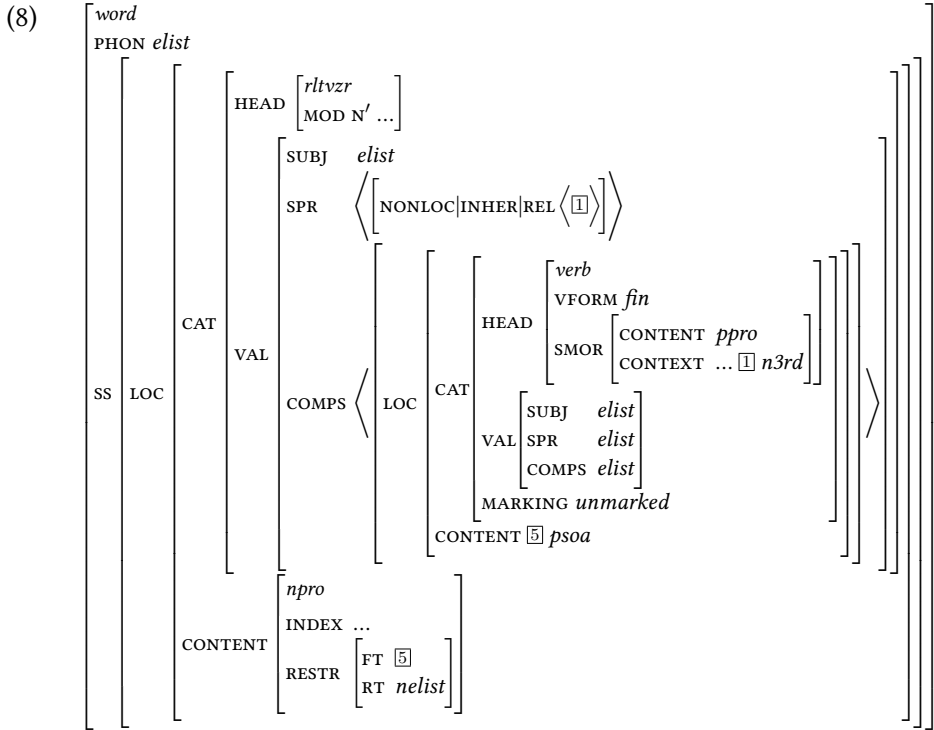 (8)
word
PHON elist
HEAD
rltvzr
MOD N′ ...
SUBJ elist
SPR ⟨[NONLOC|INHER|REL ⟨1⟩]⟩
verb
VFORM fin
HEAD
SMOR
CONTENT ppro
CONTEXT ... 1 n3rd
CAT
VAL
SS LOC
COMPS ⟨ LOC CAT ⟩
VAL
SUBJ elist
SPR elist
COMPS elist
MARKING unmarked
CONTENT 5 psoa
npro
INDEX ...
CONTENT
RESTR
FT 5
RT nelist